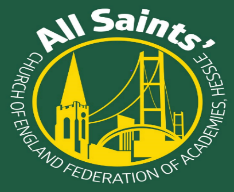 All Saints'
CHURCH OF ENGLAND FEDERATION OF ACADEMIES, HESSLE